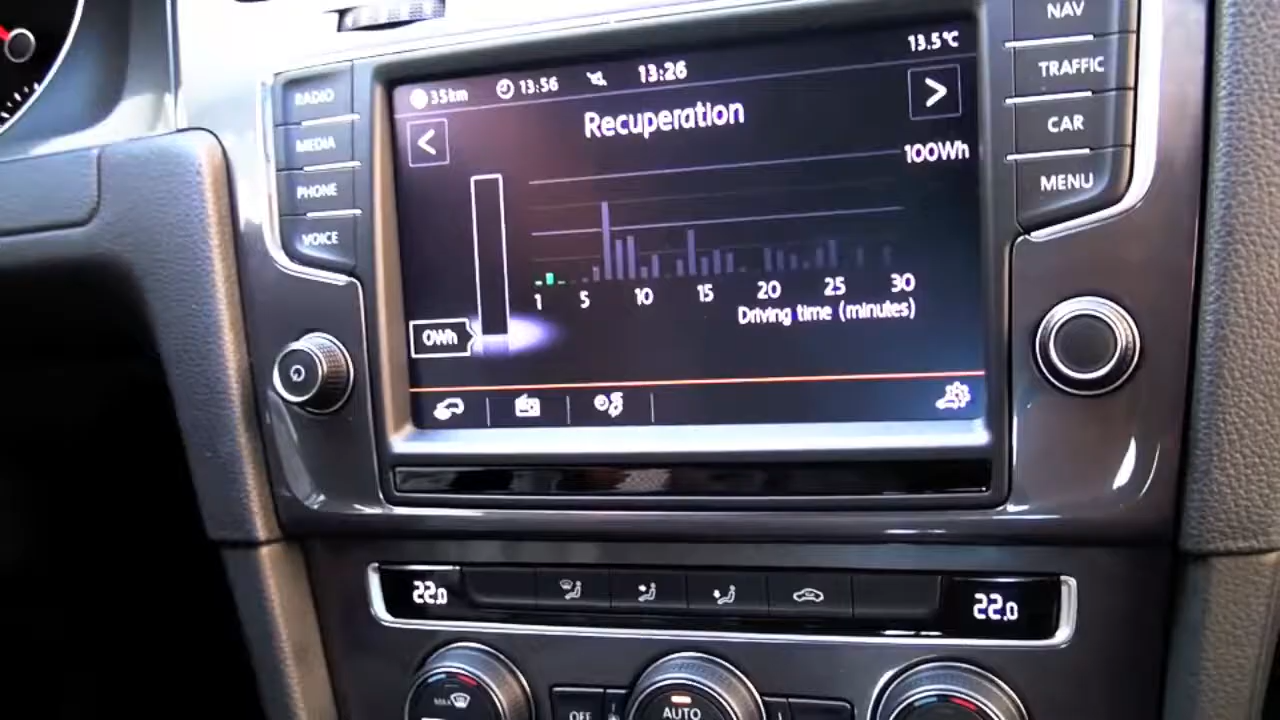 NAV
TRAFFIC
CAR
MENU
RADIO
MEDIA
PHONE
VOICE
35km 13:56 13:26 13.5°C
< Recuperation >
100Wh
0Wh
1 5 10 15 20 25 30
Driving time (minutes)
22.0 22.0
MAX
OFF
AUTO